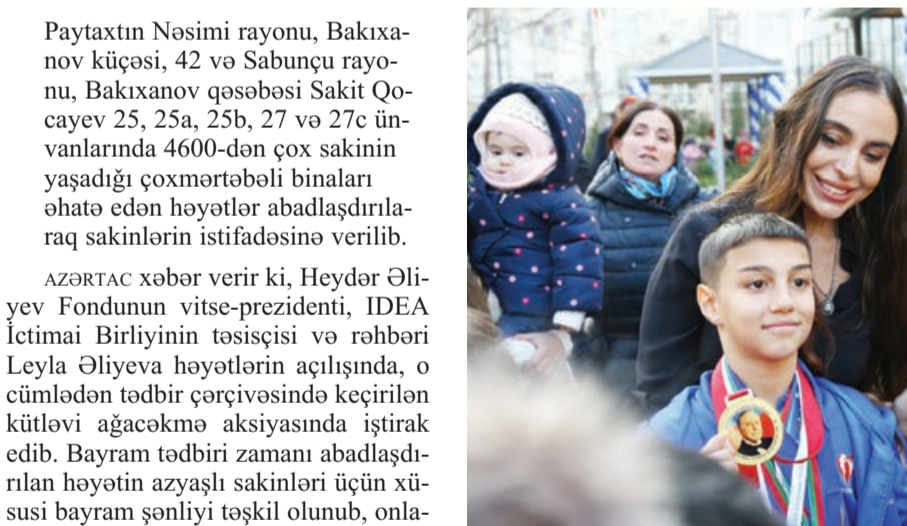 Paytaxtın Nəsimi rayonu, Bakıxa-
nov küçəsi, 42 və Sabunçu rayo-
nu, Bakıxanov qəsəbəsi Sakit Qo-
cayev 25, 25a, 25b, 27 və 27c ün-
vanlarında 4600-dən çox sakinin
yaşadığı çoxmərtəbəli binaları
əhatə edən həyətlər abadlaşdırıla-
raq sakinlərin istifadəsinə verilib.
AZƏRTAC xəbər verir ki, Heydər Əli-
yev Fondunun vitse-prezidenti, IDEA
İctimai Birliyinin təsisçisi və rəhbəri
Leyla Əliyeva həyətlərin açılışında, o
cümlədən tədbir çərçivəsində keçirilən
kütləvi ağacəkmə aksiyasında iştirak
edib. Bayram tədbiri zamanı abadlaşdı-
rılan həyətin azyaşlı sakinləri üçün xü-
susi bayram şənliyi təşkil olunub, onla-